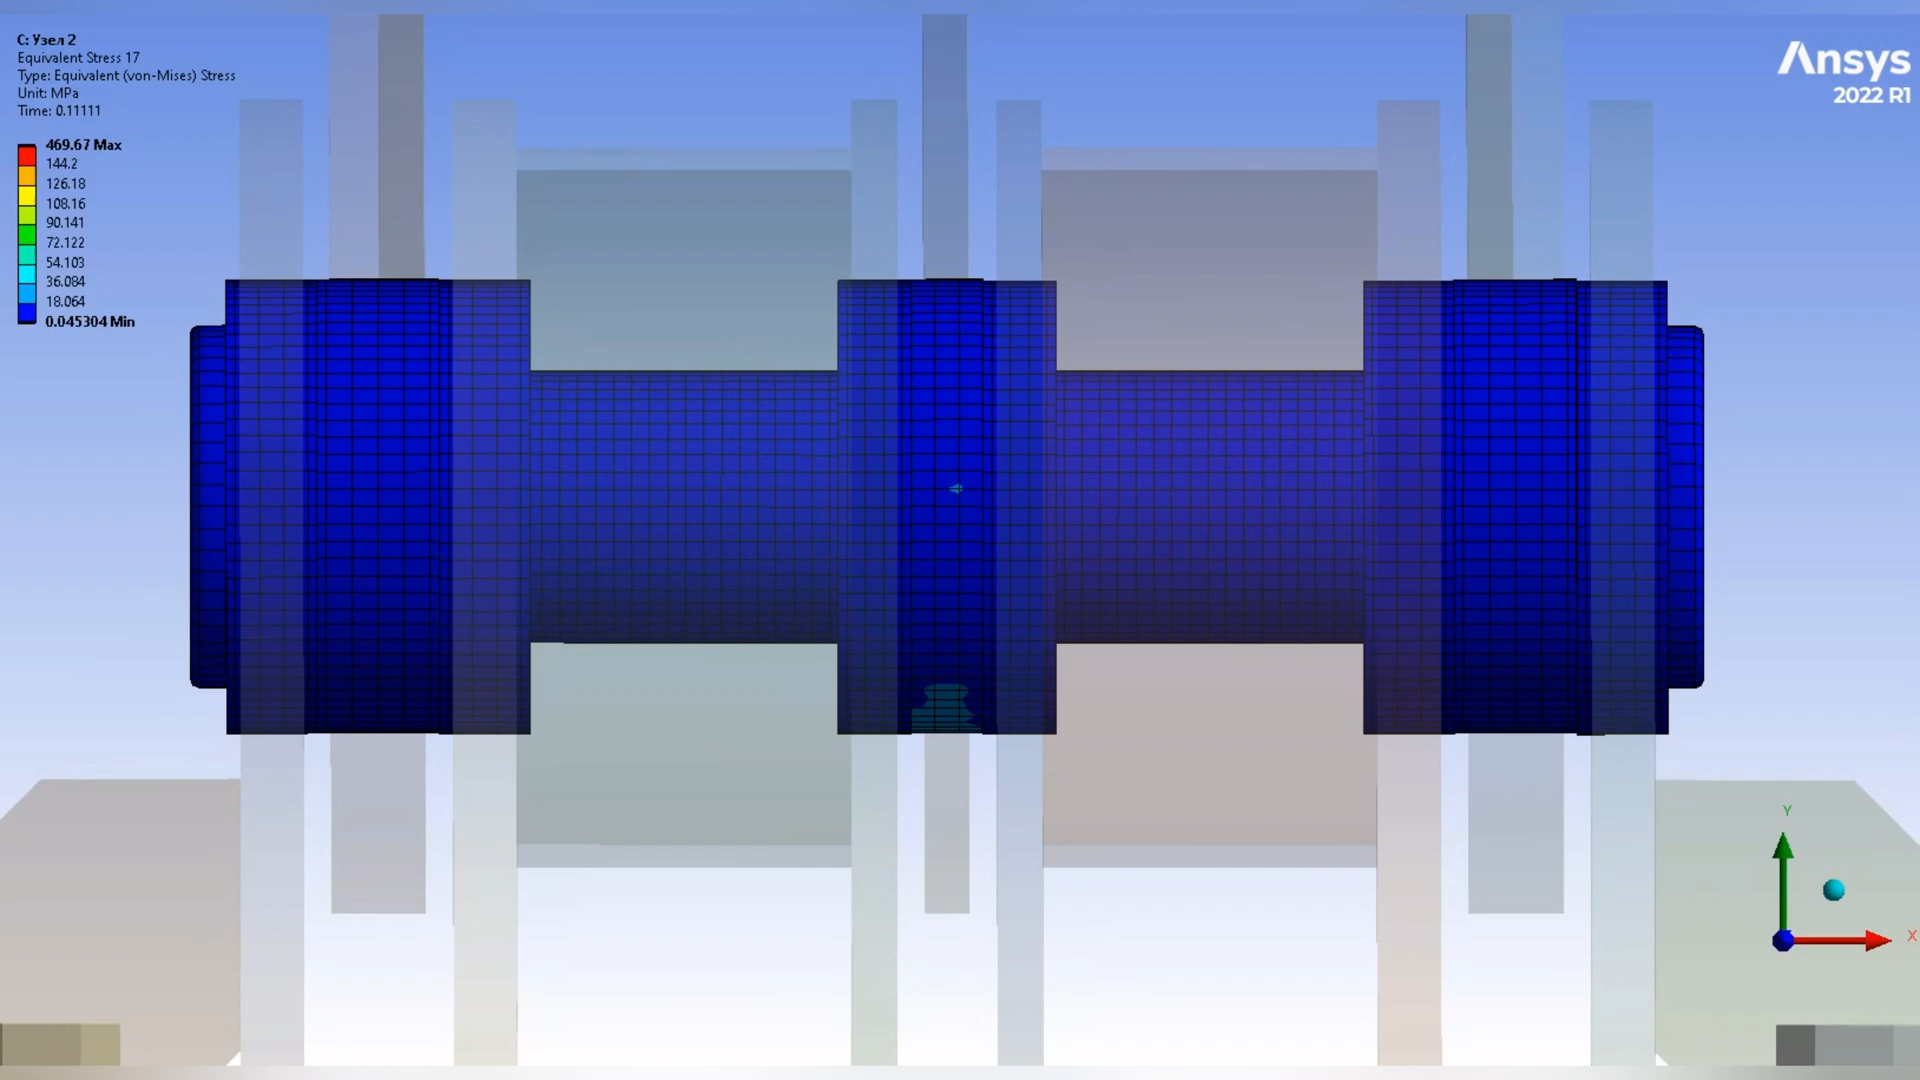 C: Узел 2
Equivalent Stress 17
Type: Equivalent (von-Mises) Stress
Unit: MPa
Time: 0.11111
469.67 Max
144.2
126.18
108.16
90.141
72.122
54.103
36.084
18.064
0.045304 Min
Ansys
2022 R1
Y
X